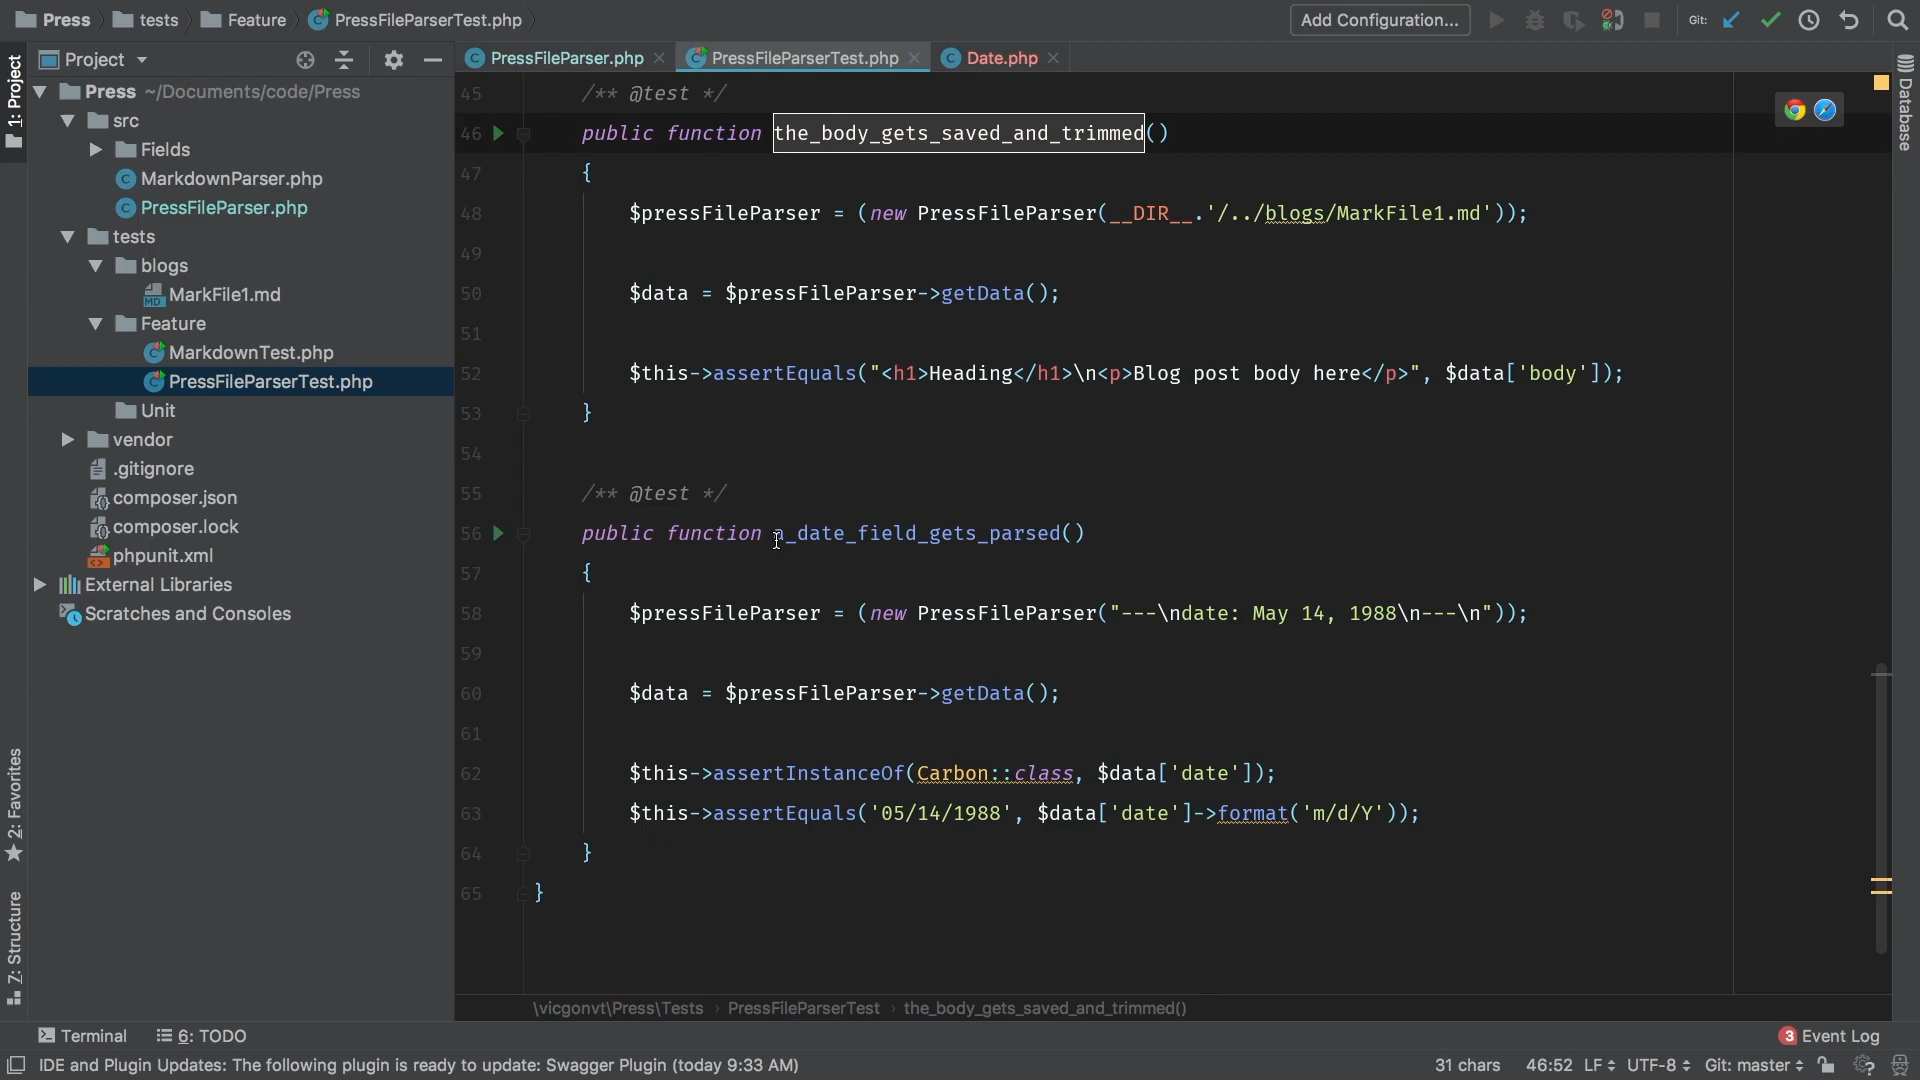 Press tests Feature PressFileParserTest.php Add Configuration... Git:
1: Project
Project
PressFileParser.php PressFileParserTest.php Date.php
Database
Press ~/Documents/code/Press
src
Fields
MarkdownParser.php
PressFileParser.php
tests
blogs
MarkFile1.md
Feature
MarkdownTest.php
PressFileParserTest.php
Unit
vendor
.gitignore
composer.json
composer.lock
phpunit.xml
External Libraries
Scratches and Consoles
2: Favorites
Z: Structure
45 /** @test */
46 public function the_body_gets_saved_and_trimmed()
47 {
48 $pressFileParser = (new PressFileParser(__DIR__.'/../blogs/MarkFile1.md'));
49
50 $data = $pressFileParser->getData();
51
52 $this->assertEquals("<h1>Heading</h1>\n<p>Blog post body here</p>", $data['body']);
53 }
54
55 /** @test */
56 public function a_date_field_gets_parsed()
57 {
58 $pressFileParser = (new PressFileParser("---\ndate: May 14, 1988\n---\n"));
59
60 $data = $pressFileParser->getData();
61
62 $this->assertInstanceOf(Carbon::class, $data['date']);
63 $this->assertEquals('05/14/1988', $data['date']->format('m/d/Y'));
64 }
65 }
\vicgonvt\Press\Tests › PressFileParserTest › the_body_gets_saved_and_trimmed()
Terminal 6: TODO 3 Event Log
IDE and Plugin Updates: The following plugin is ready to update: Swagger Plugin (today 9:33 AM) 31 chars 46:52 LF UTF-8 Git: master